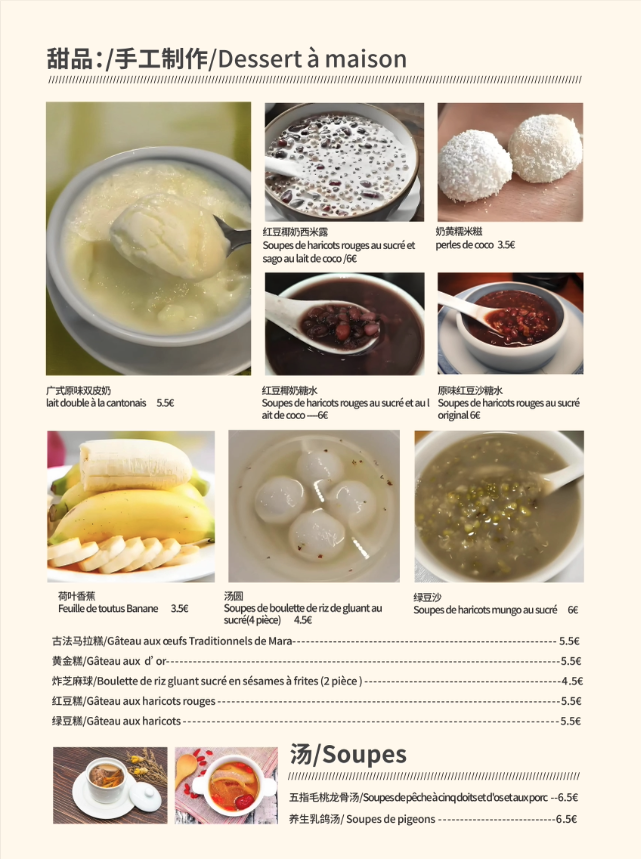 甜品:/手工制作/Dessert à maison
红豆椰奶西米露
Soupes de haricots rouges au sucré et
sago au lait de coco /6€
奶黄糯米糍
perles de coco 3.5€
广式原味双皮奶
lait double à la cantonais 5.5€
红豆椰奶糖水
Soupes de haricots rouges au sucré et au l
ait de coco —6€
原味红豆沙糖水
Soupes de haricots rouges au sucré
original 6€
荷叶香蕉
Feuille de toutus Banane 3.5€
汤圆
Soupes de boulette de riz de gluant au
sucré(4 pièce) 4.5€
绿豆沙
Soupes de haricots mungo au sucré 6€
古法马拉糕/Gâteau aux œufs Traditionnels de Mara--- 5.5€
黄金糕/Gâteau aux d' or---5.5€
炸芝麻球/Boulette de riz gluant sucré en sésames à frites (2 pièce )---4.5€
红豆糕/Gâteau aux haricots rouges---5.5€
绿豆糕/Gâteau aux haricots---5.5€
汤/Soupes
五指毛桃龙骨汤/Soupes de pêche à cinq doits et d'os et aux porc --6.5€
养生乳鸽汤/ Soupes de pigeons ---6.5€